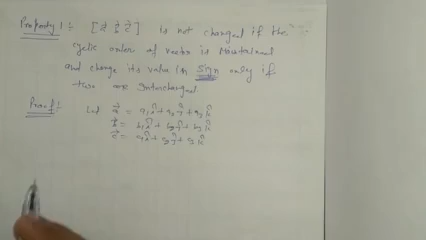 Property 1:- [a⃗ b⃗ c⃗] is not changed if the
cyclic order of vector is Maintained
and change its value in sign only if
two are Interchanged
Proof:- Let a⃗ = a₁î + a₂ĵ + a₃k̂
b⃗ = b₁î + b₂ĵ + b₃k̂
c⃗ = c₁î + c₂ĵ + c₃k̂